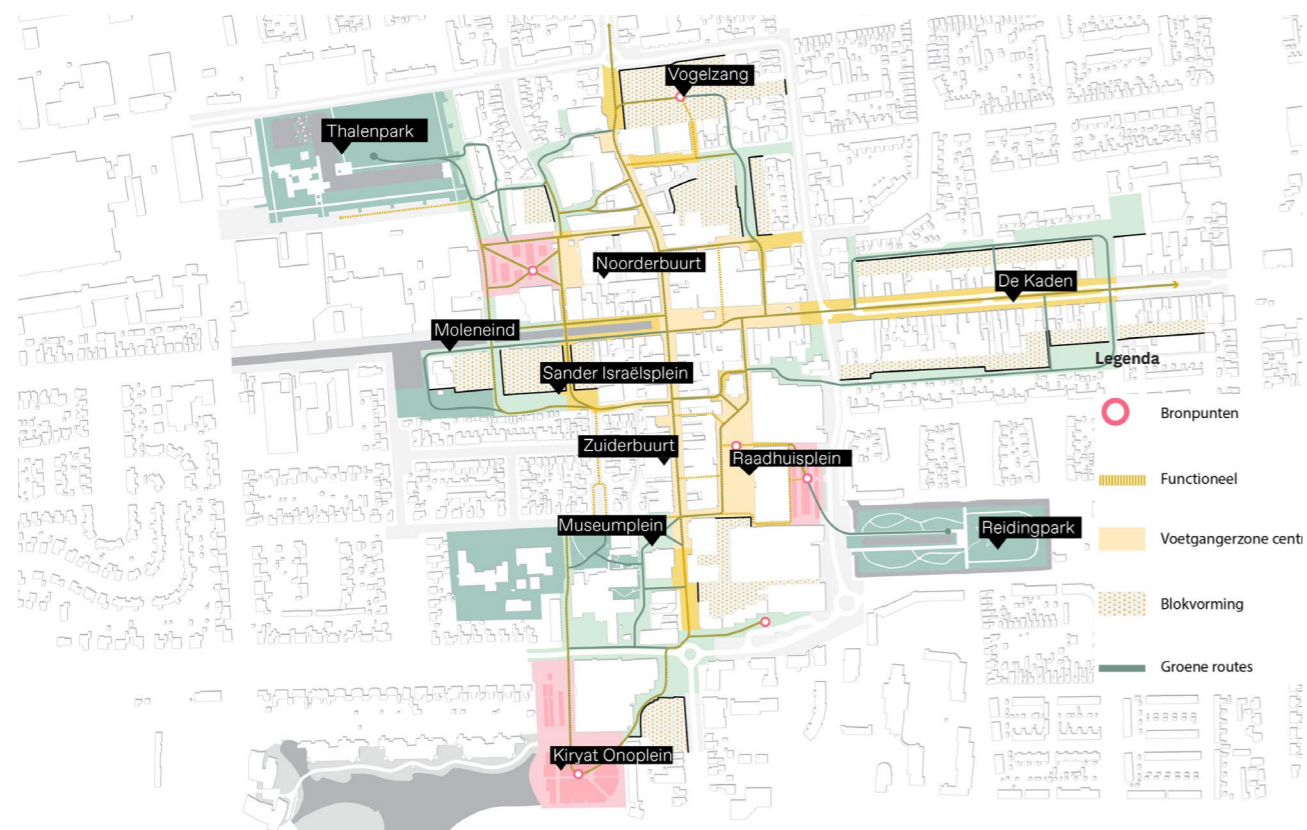 Vogelzang
Thalenpark
Noorderbuurt
De Kaden
Moleneind
Legenda
Sander Israëlsplein
Bronpunten
Zuiderbuurt
Raadhuisplein
Functioneel
Museumplein
Reidingpark
Voetgangerzone centr
Blokvorming
Groene routes
Kiryat Onoplein